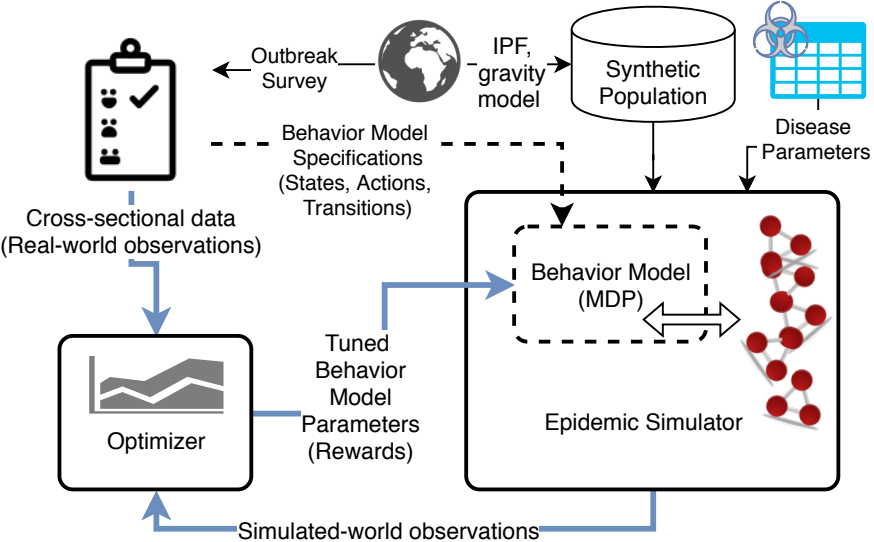 Outbreak
Survey
IPF,
gravity
model
Synthetic
Population
Disease
Parameters
Behavior Model
Specifications
(States, Actions,
Transitions)
Cross-sectional data
(Real-world observations)
Behavior Model
(MDP)
Tuned
Behavior
Model
Parameters
(Rewards)
Optimizer
Epidemic Simulator
Simulated-world observations